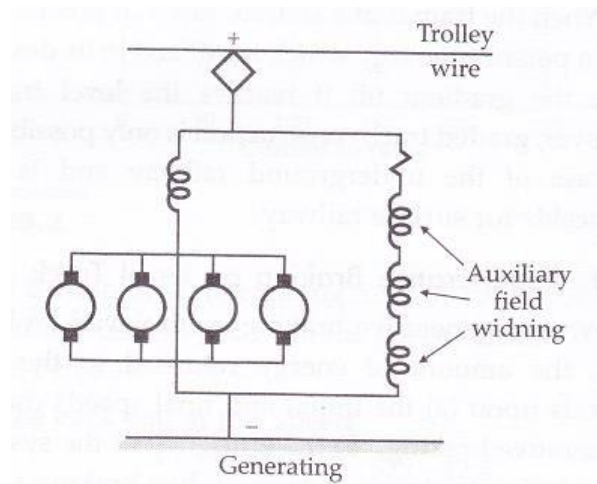 +
Trolley
wire
Auxiliary
field
widning
−
Generating